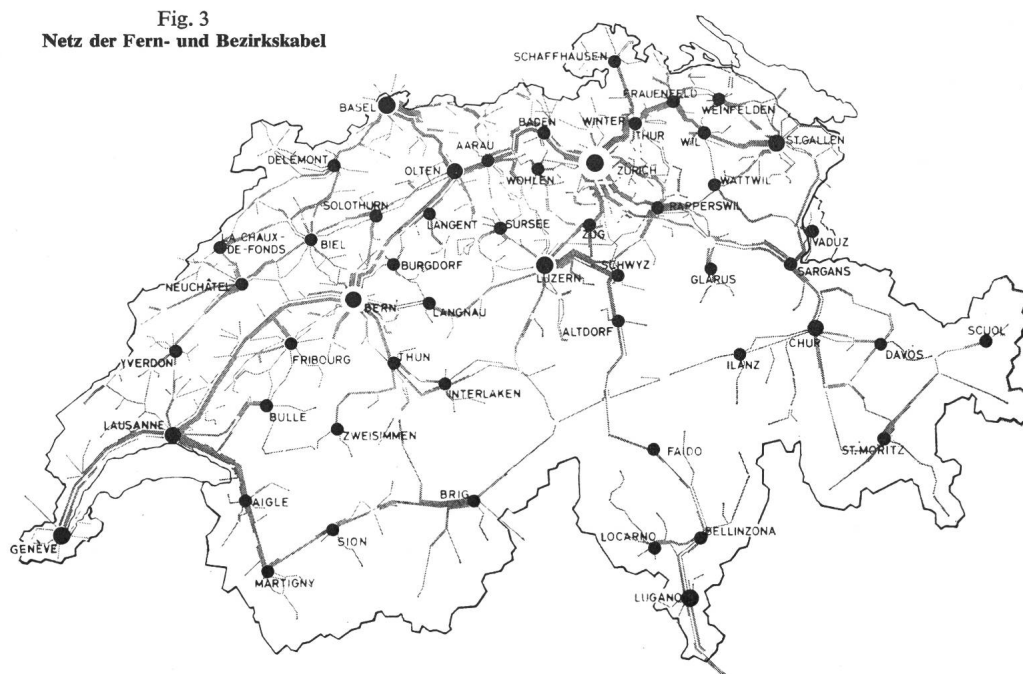 Fig. 3
Netz der Fern- und Bezirkskabel
SCHAFFHAUSEN
BASEL
FRAUENFELD
WEINFELDEN
BADEN
WINTER-
THUR
AARAU
WIL
ST.GALLEN
DELÉMONT
OLTEN
WOHLEN
ZÜRICH
WATTWIL
SOLOTHURN
RAPPERSWIL
LANGENT.
SURSEE
ZUG
VADUZ
LA CHAUX-
DE-FONDS
BIEL
BURGDORF
LUZERN
SCHWYZ
GLARUS
SARGANS
NEUCHÂTEL
BERN
LANGNAU
ALTDORF
CHUR
SCUOL
FRIBOURG
YVERDON
THUN
ILANZ
DAVOS
INTERLAKEN
BULLE
LAUSANNE
ZWEISIMMEN
FAIDO
ST.MORITZ
AIGLE
BRIG
SION
LOCARNO
BELLINZONA
GENÈVE
MARTIGNY
LUGANO